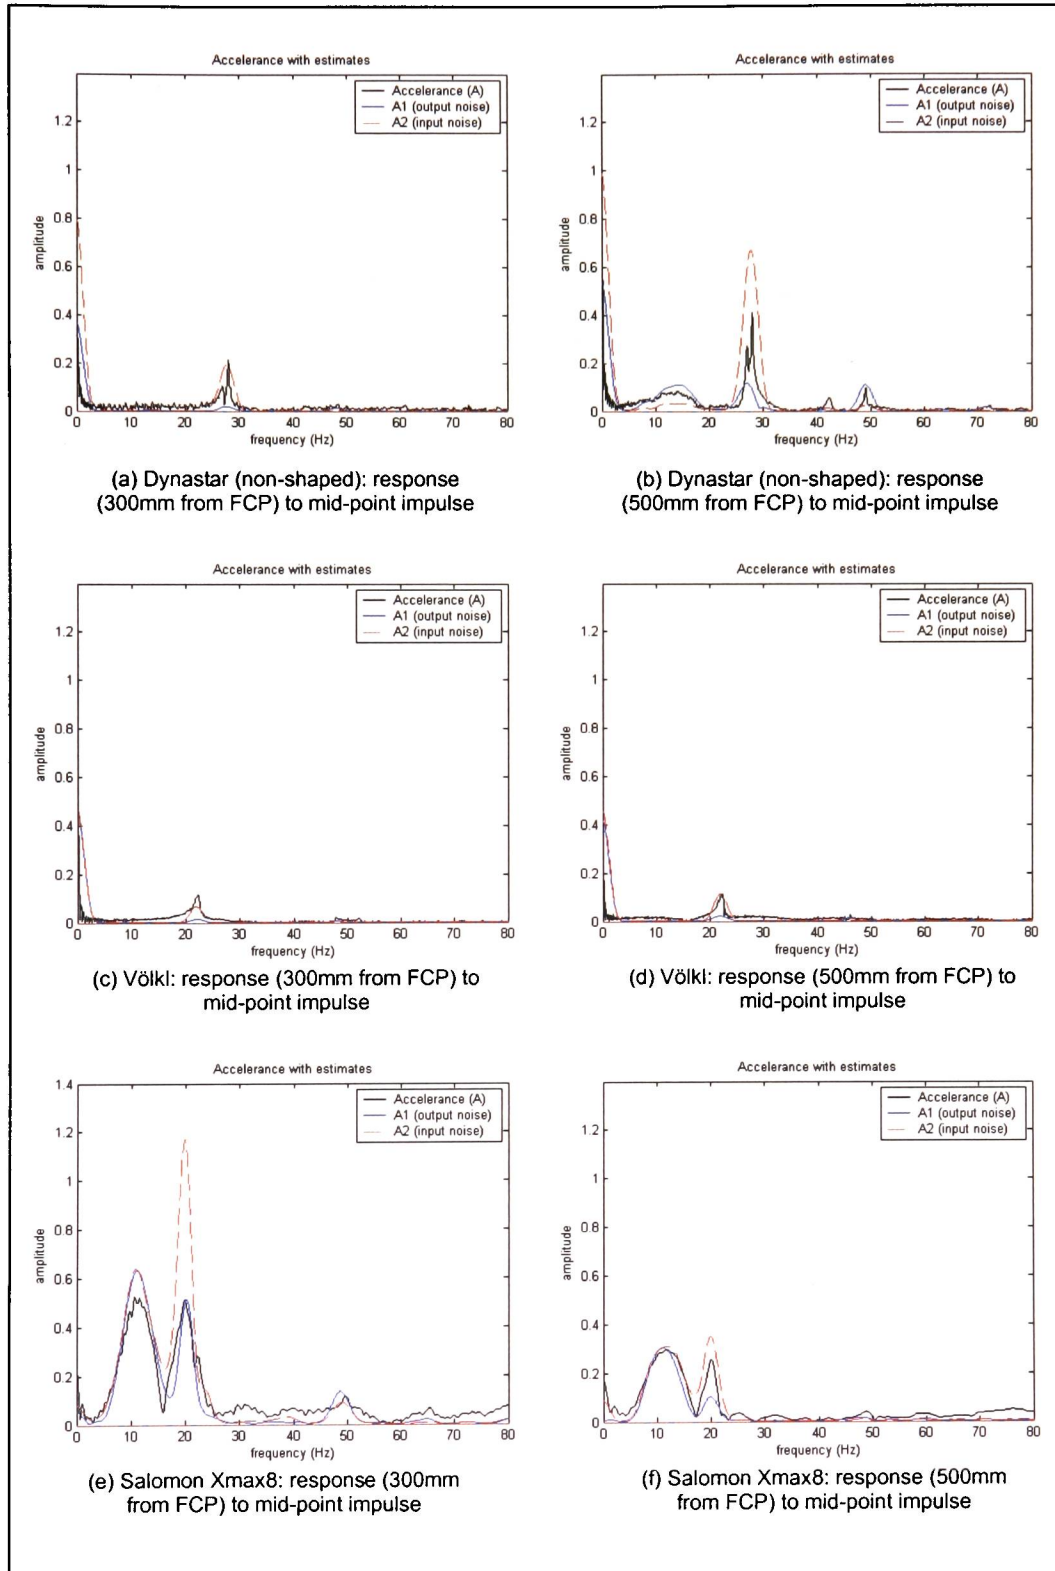 Accelerance with estimates
Accelerance (A)
A1 (output noise)
A2 (input noise)
1.2
1
0.8
0.6
0.4
0.2
0
amplitude
0 10 20 30 40 50 60 70 80
frequency (Hz)
(a) Dynastar (non-shaped): response
(300mm from FCP) to mid-point impulse
Accelerance with estimates
Accelerance (A)
A1 (output noise)
A2 (input noise)
1.2
1
0.8
0.6
0.4
0.2
0
amplitude
0 10 20 30 40 50 60 70 80
frequency (Hz)
(b) Dynastar (non-shaped): response
(500mm from FCP) to mid-point impulse
Accelerance with estimates
Accelerance (A)
A1 (output noise)
A2 (input noise)
1.2
1
0.8
0.6
0.4
0.2
0
amplitude
0 10 20 30 40 50 60 70 80
frequency (Hz)
(c) Völkl: response (300mm from FCP) to
mid-point impulse
Accelerance with estimates
Accelerance (A)
A1 (output noise)
A2 (input noise)
1.2
1
0.8
0.6
0.4
0.2
0
amplitude
0 10 20 30 40 50 60 70 80
frequency (Hz)
(d) Völkl: response (500mm from FCP) to
mid-point impulse
Accelerance with estimates
Accelerance (A)
A1 (output noise)
A2 (input noise)
1.4
1.2
1
0.8
0.6
0.4
0.2
0
amplitude
0 10 20 30 40 50 60 70 80
frequency (Hz)
(e) Salomon Xmax8: response (300mm
from FCP) to mid-point impulse
Accelerance with estimates
Accelerance (A)
A1 (output noise)
A2 (input noise)
1.2
1
0.8
0.6
0.4
0.2
0
amplitude
0 10 20 30 40 50 60 70 80
frequency (Hz)
(f) Salomon Xmax8: response (500mm
from FCP) to mid-point impulse